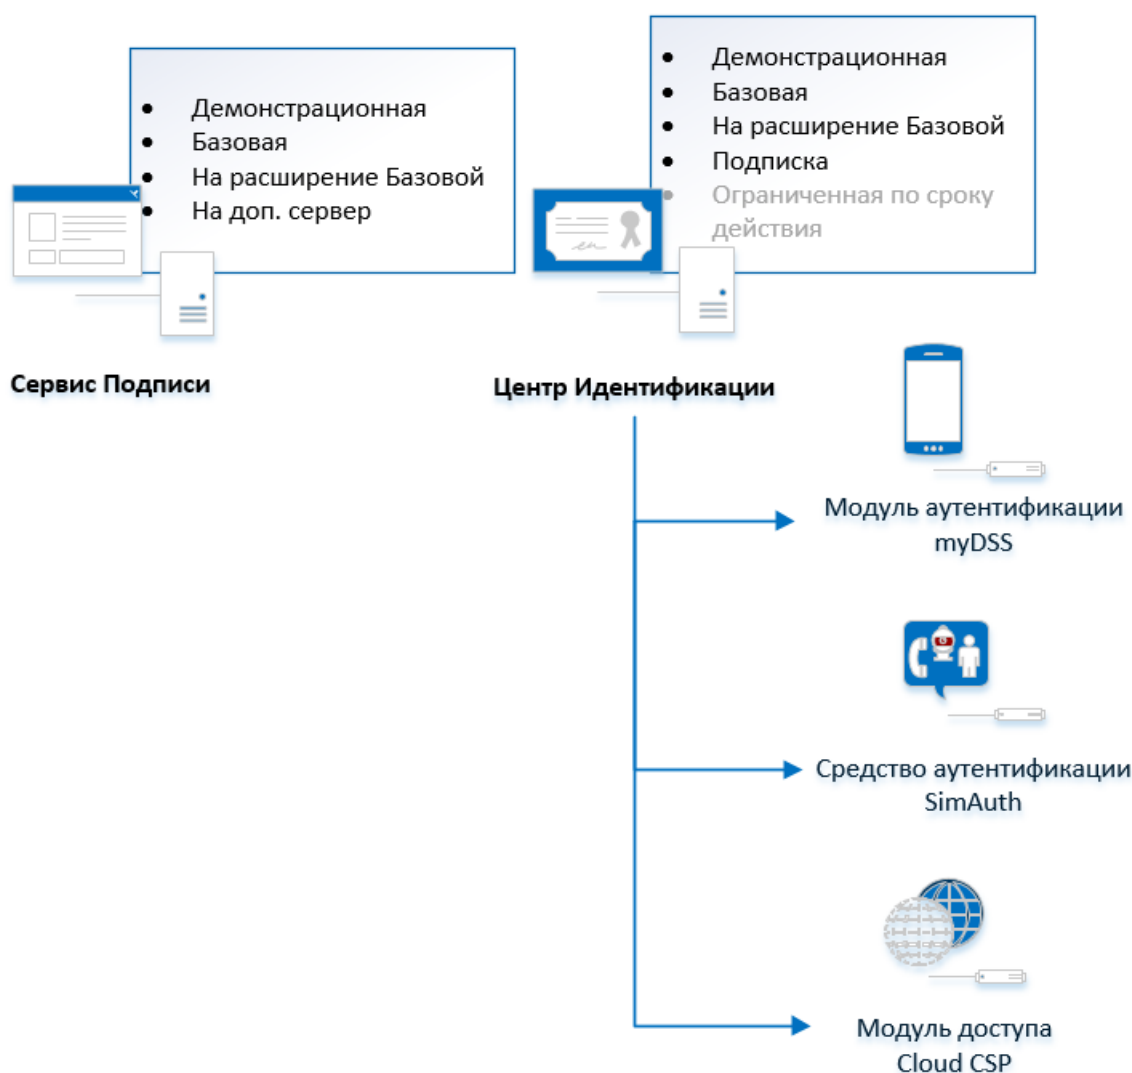 Демонстрационная
Базовая
На расширение Базовой
На доп. сервер
Сервис Подписи
Демонстрационная
Базовая
На расширение Базовой
Подписка
Ограниченная по сроку
действия
Центр Идентификации
Модуль аутентификации
myDSS
Средство аутентификации
SimAuth
Модуль доступа
Cloud CSP